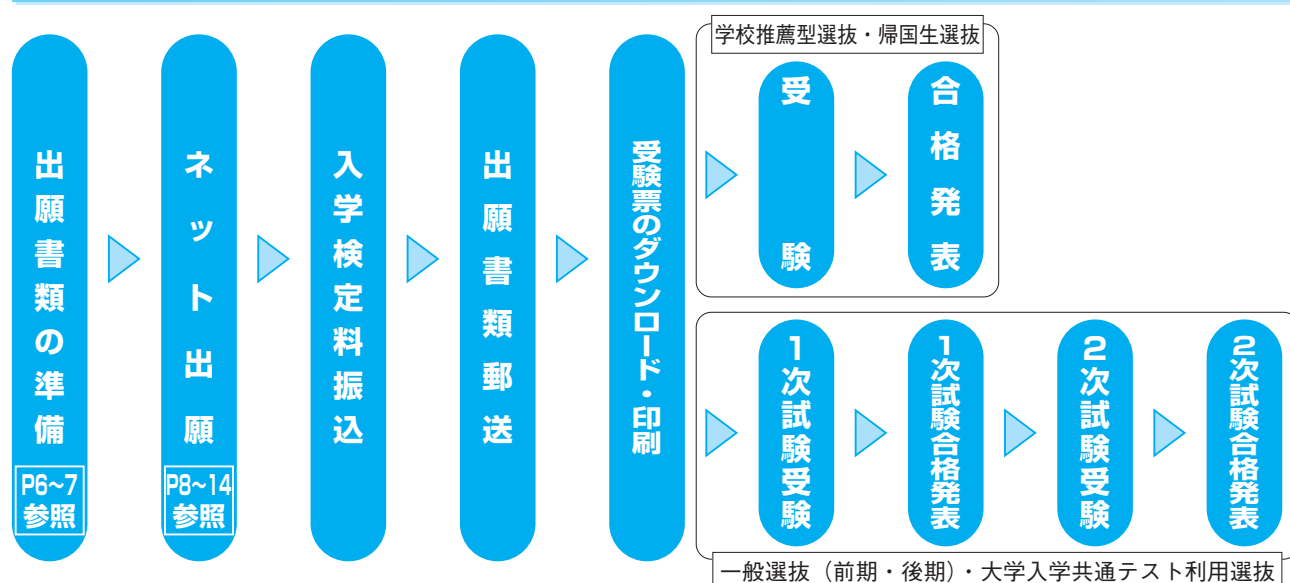 出願書類の準備
P6~7
参照
ネット出願
P8~14
参照
入学検定料振込
出願書類郵送
受験票のダウンロード・印刷
学校推薦型選抜・帰国生選抜
受験
合格発表
1次試験受験
1次試験合格発表
2次試験受験
2次試験合格発表
一般選抜（前期・後期）・大学入学共通テスト利用選抜